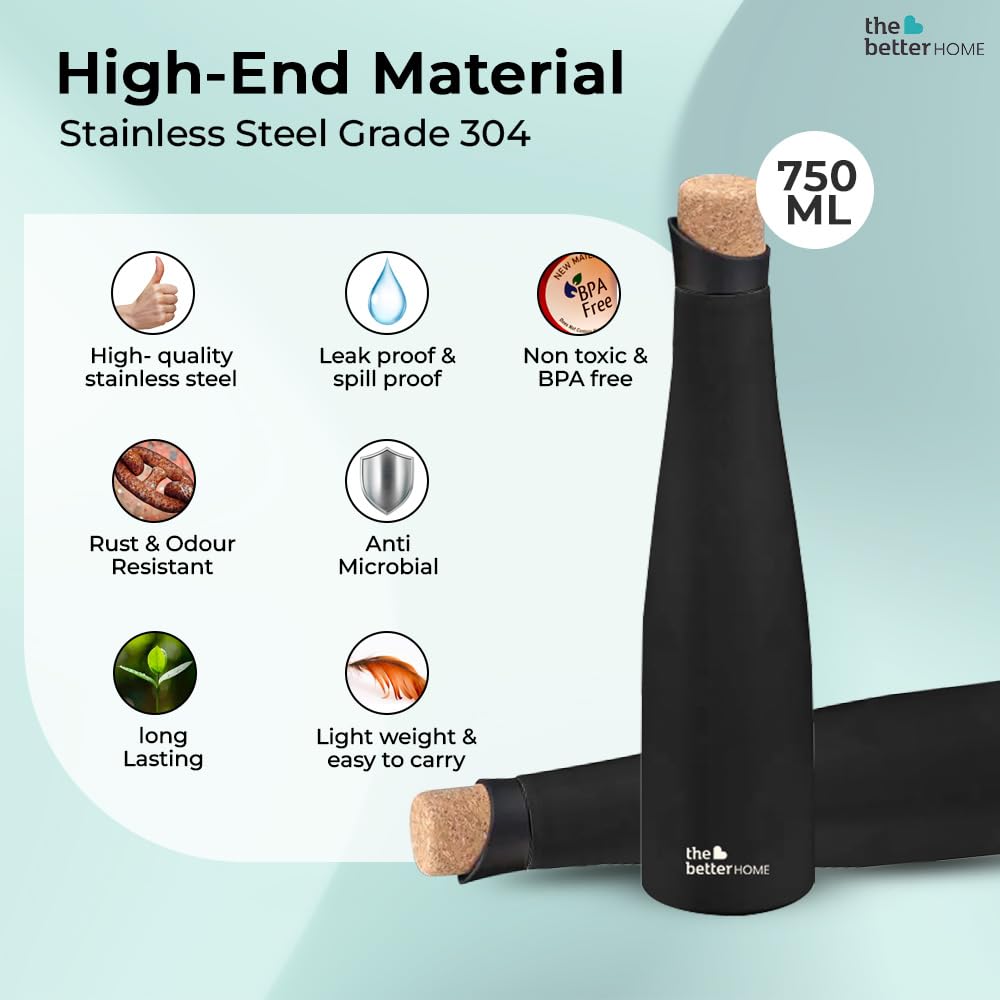 the
better HOME
High-End Material
Stainless Steel Grade 304
750
ML
NEW MATE
BPA
Free
High- quality
stainless steel
Leak proof &
spill proof
Non toxic &
BPA free
Rust & Odour
Resistant
Anti
Microbial
long
Lasting
Light weight &
easy to carry
the
better HOME